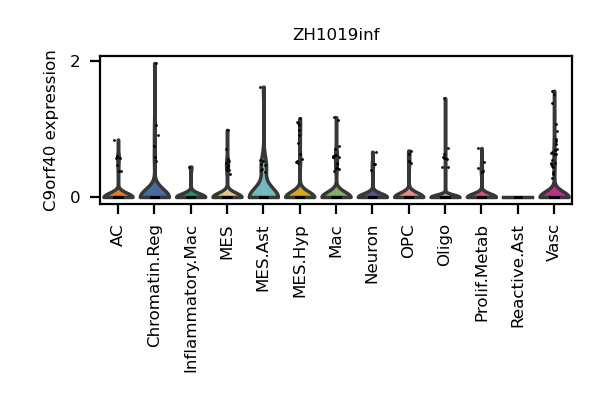 ZH1019inf
C9orf40 expression
2
0
AC
Chromatin.Reg
Inflammatory.Mac
MES
MES.Ast
MES.Hyp
Mac
Neuron
OPC
Oligo
Prolif.Metab
Reactive.Ast
Vasc